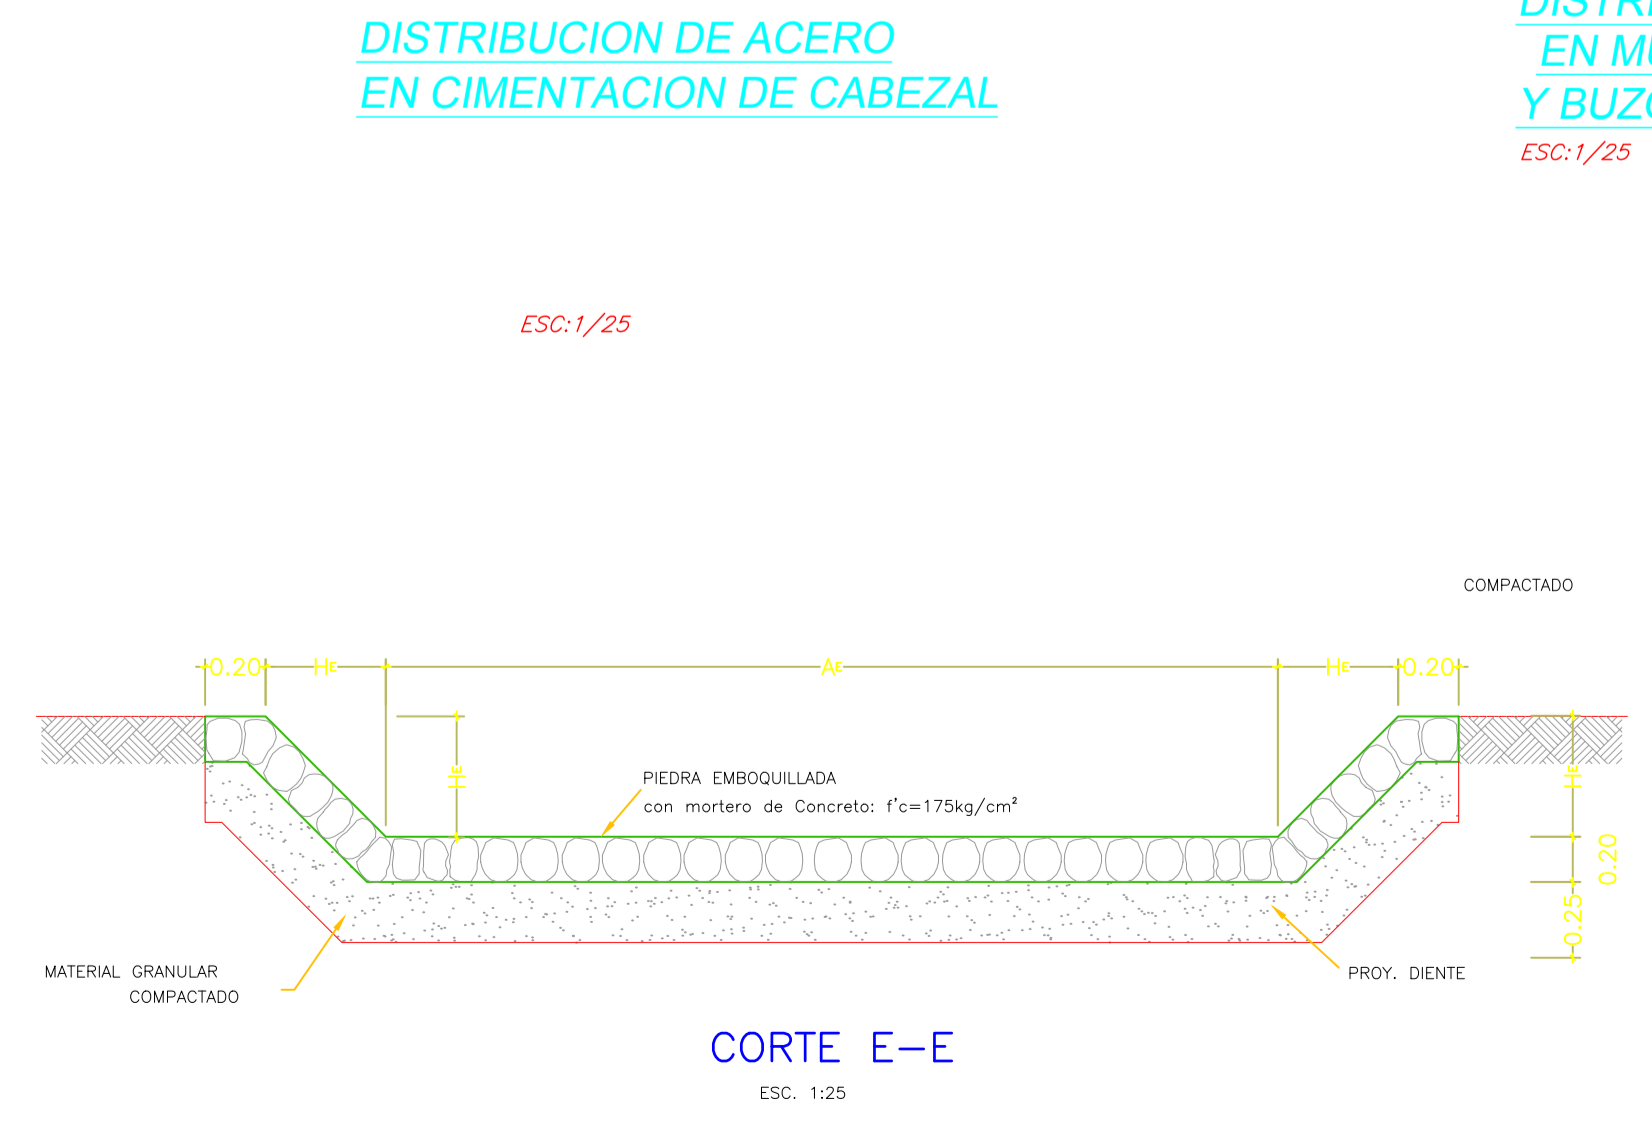 DISTRIBUCION DE ACERO
EN CIMENTACION DE CABEZAL
ESC:1/25
EN
Y
ESC:1/25
COMPACTADO
0.20 HE AE HE 0.20
HE
HE
PIEDRA EMBOQUILLADA
con mortero de Concreto: f'c=175kg/cm²
0.20
0.25
MATERIAL GRANULAR
COMPACTADO
PROY. DIENTE
CORTE E-E
ESC. 1:25